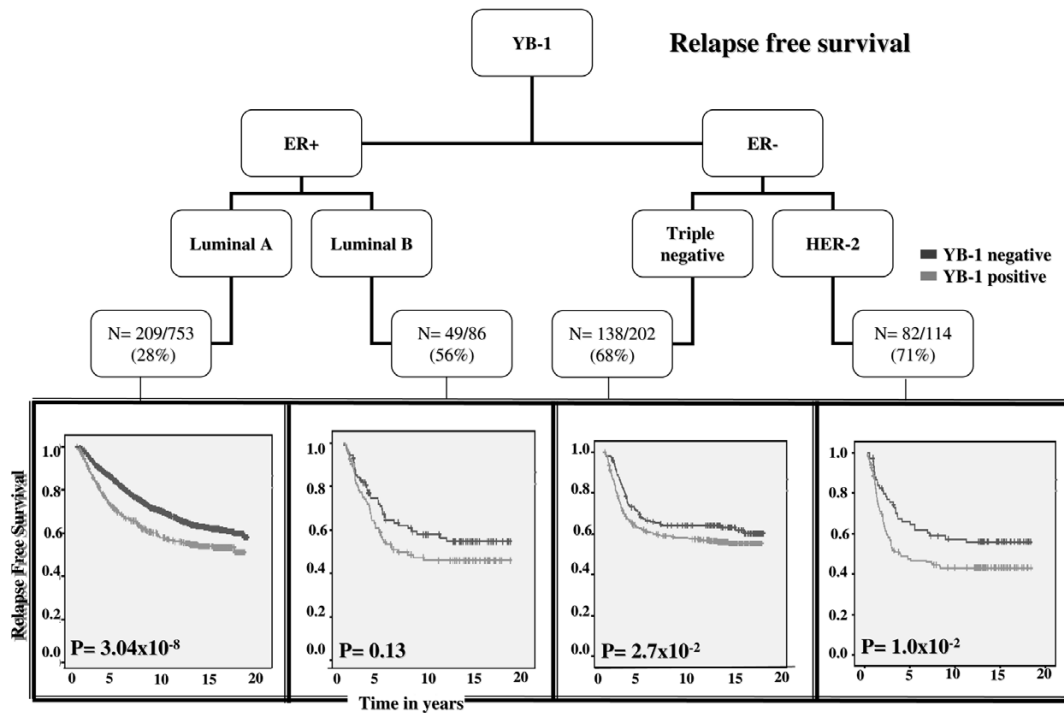 YB-1
Relapse free survival
ER+
ER-
Luminal A
Luminal B
Triple
negative
HER-2
YB-1 negative
YB-1 positive
N= 209/753
(28%)
N= 49/86
(56%)
N= 138/202
(68%)
N= 82/114
(71%)
Relapse Free Survival
1.0
0.8
0.6
0.4
0.2
0.0
P= 3.04x10-8
0
5
10
15
20
1.0
0.8
0.6
0.4
0.2
0.0
P= 0.13
0
5
10
15
20
1.0
0.8
0.6
0.4
0.2
0.0
P= 2.7x10-2
0
5
10
15
20
1.0
0.8
0.6
0.4
0.2
0.0
P= 1.0x10-2
0
5
10
15
20
Time in years